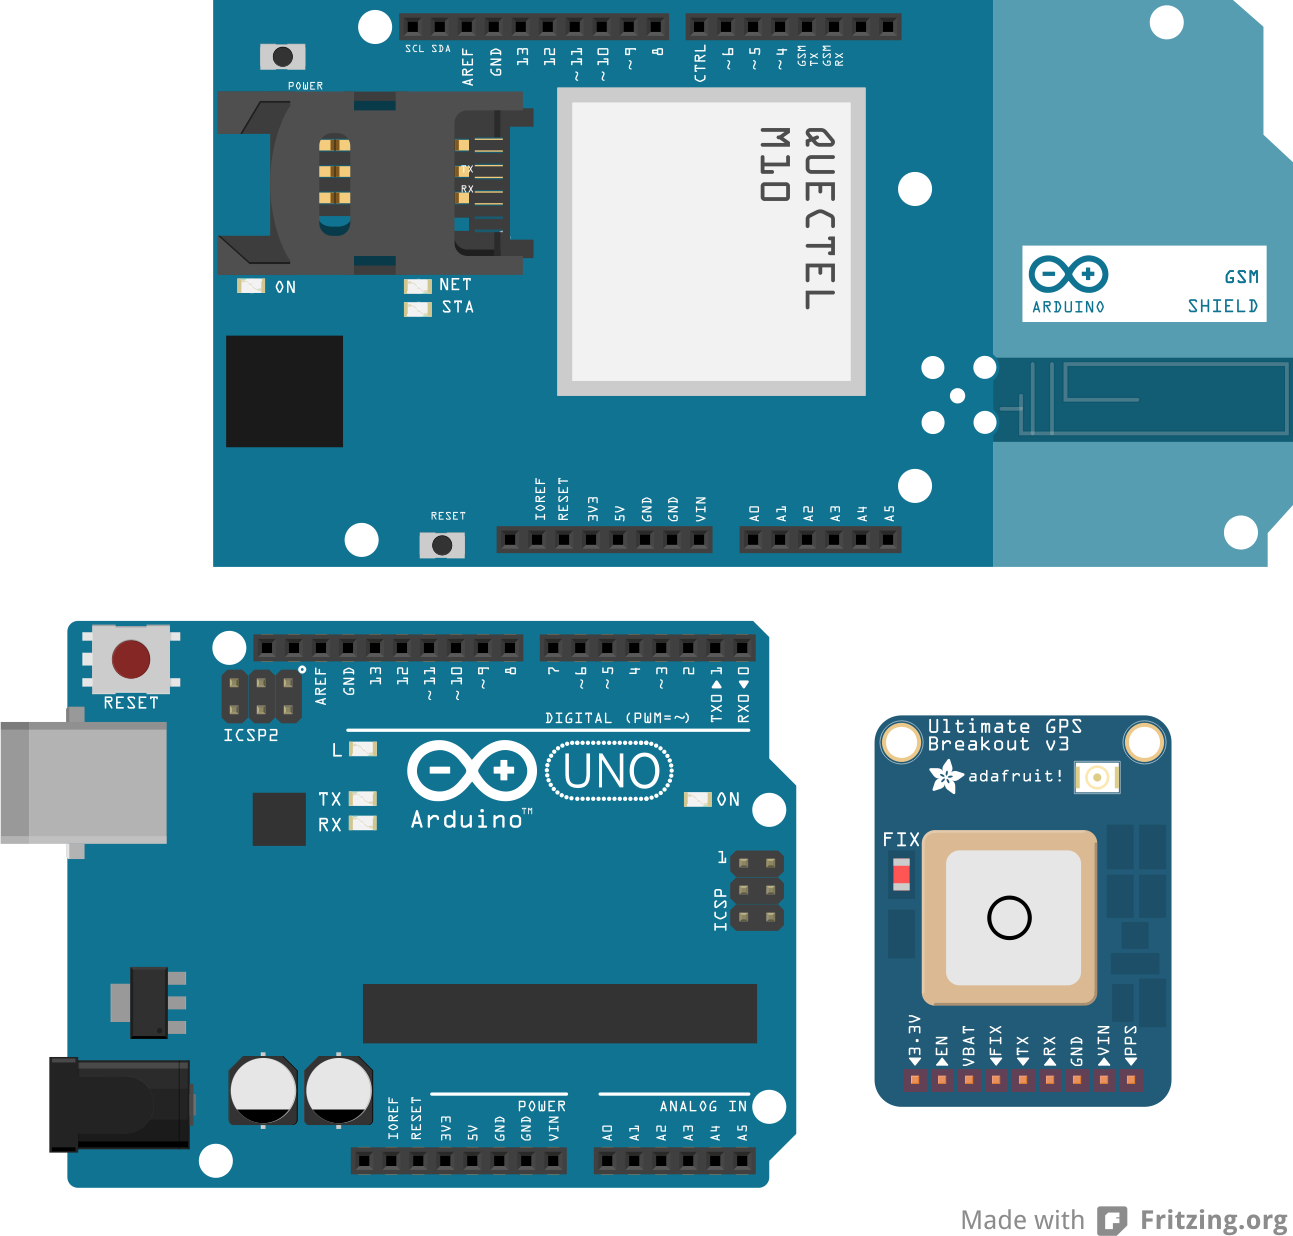 SCL SDA
AREF
GND
13
12
~11
~10
~9
8
CTRL
~6
~5
~4
GSM
TX
GSM
RX
POWER
TX
RX
QUECTEL
M10
ON
NET
STA
ARDUINO
GSM
SHIELD
RESET
IOREF
RESET
3V3
5V
GND
GND
VIN
A0
A1
A2
A3
A4
A5
RESET
ICSP2
AREF
GND
13
12
~11
~10
~9
8
7
~6
~5
4
~3
2
TX0▶1
RX0◀0
DIGITAL (PWM=~)
L
TX
RX
UNO
Arduino™
ON
1
ICSP
IOREF
RESET
3V3
5V
GND
GND
VIN
POWER
ANALOG IN
A0
A1
A2
A3
A4
A5
Ultimate GPS
Breakout v3
adafruit!
FIX
◀3.3V
▶EN
VBAT
◀FIX
◀TX
▶RX
GND
▶VIN
◀PPS
Made with Fritzing.org